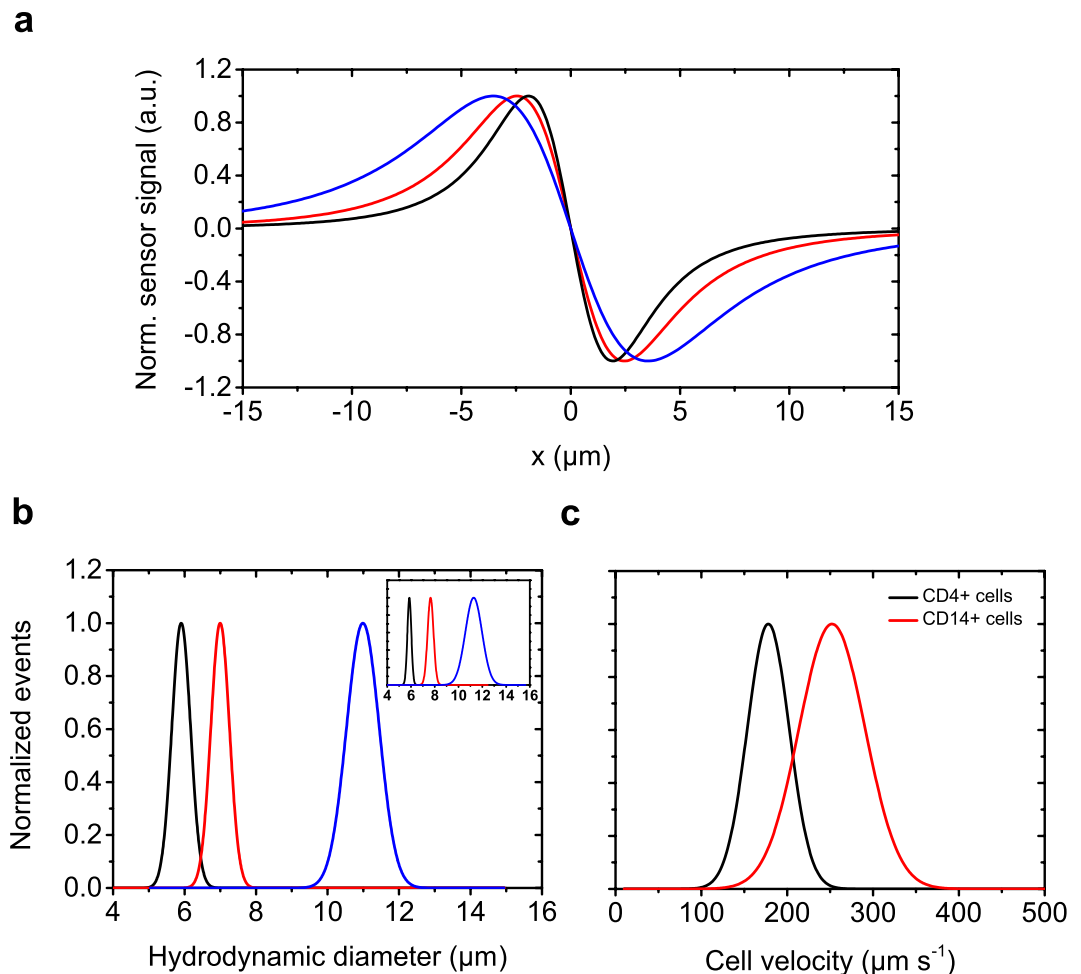 a
Norm. sensor signal (a.u.)
1.2
0.8
0.4
0.0
-0.4
-0.8
-1.2
-15 -10 -5 0 5 10 15
x (µm)
b
Normalized events
1.2
1.0
0.8
0.6
0.4
0.2
0.0
4 6 8 10 12 14 16
4 6 8 10 12 14 16
Hydrodynamic diameter (µm)
c
CD4+ cells
CD14+ cells
0 100 200 300 400 500
Cell velocity (µm s⁻¹)